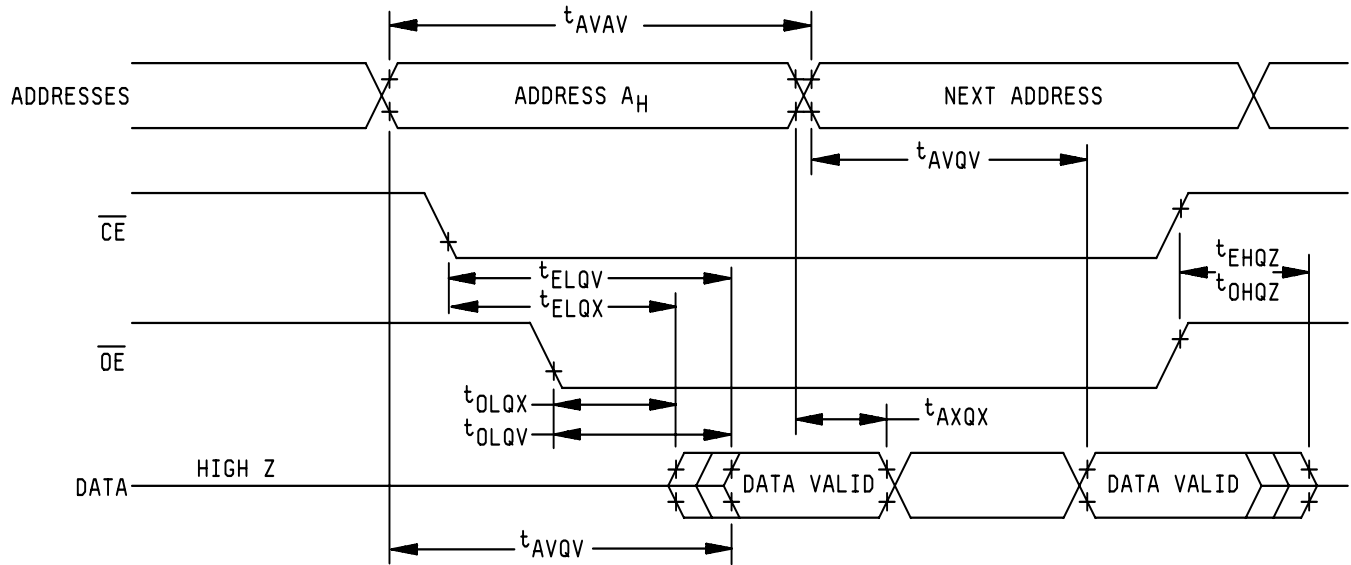 tAVAV
ADDRESSES
ADDRESS AH
NEXT ADDRESS
tAVQV
CE
tELQV
tEHQZ
tELQX
tOHQZ
OE
tOLQX
tAXQX
tOLQV
HIGH Z
DATA
DATA VALID
DATA VALID
tAVQV